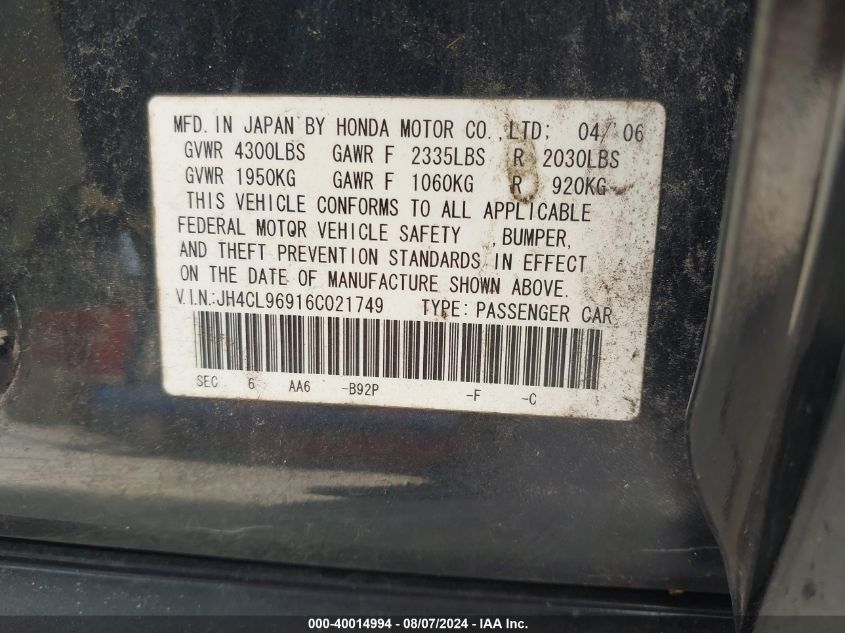 MFD. IN JAPAN BY HONDA MOTOR CO., LTD; 04/ 06
GVWR 4300LBS GAWR F 2335LBS R 2030LBS
GVWR 1950KG GAWR F 1060KG R 920KG
THIS VEHICLE CONFORMS TO ALL APPLICABLE
FEDERAL MOTOR VEHICLE SAFETY ,BUMPER,
AND THEFT PREVENTION STANDARDS IN EFFECT
ON THE DATE OF MANUFACTURE SHOWN ABOVE.
V.I.N.:JH4CL96916C021749 TYPE: PASSENGER CAR
SEC 6 AA6 -B92P -F -C
000-40014994 - 08/07/2024 - IAA Inc.